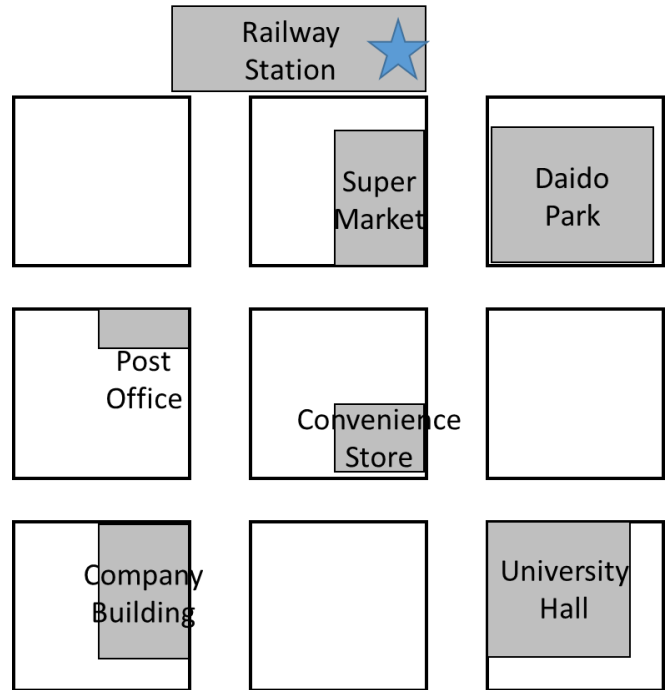 Railway
Station
Super
Market
Daido
Park
Post
Office
Convenience
Store
Company
Building
University
Hall